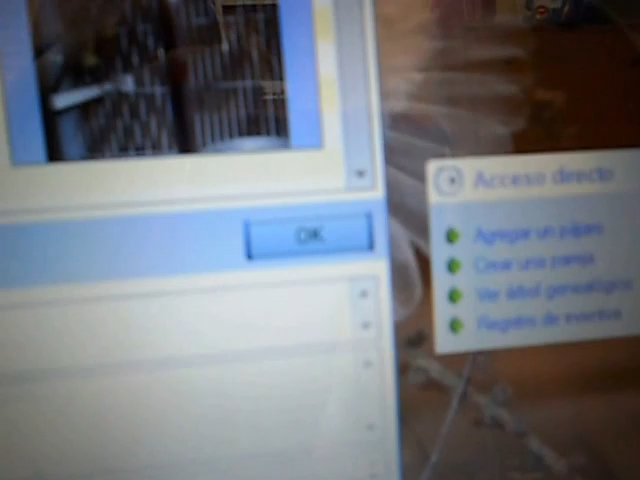 OK
Acceso directo
Agregar un pájaro
Crear una pareja
Ver árbol genealógico
Registro de eventos